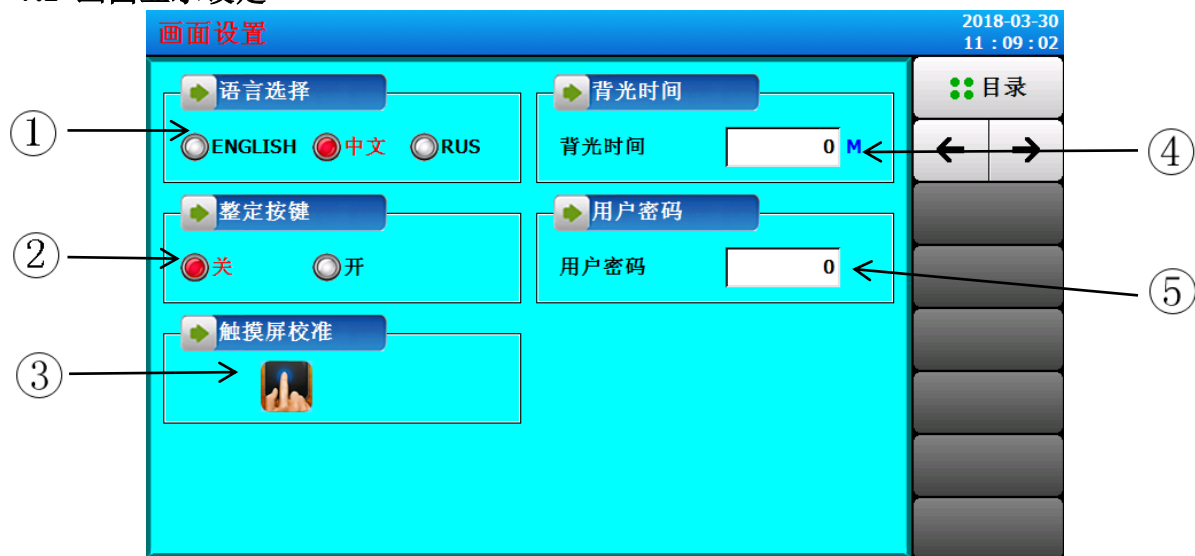 画面设置
2018-03-30
11 : 09 : 02
语言选择
ENGLISH 中文 RUS
背光时间
背光时间 0 M
目录
整定按键
关 开
用户密码
用户密码 0
触摸屏校准
①
②
③
④
⑤